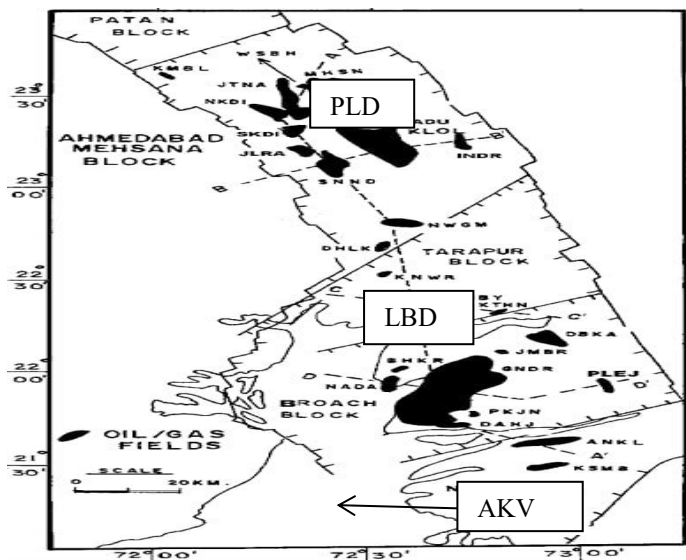 PATAN
BLOCK
WSBH
A
KMBL
MHSN
JTNA
23°
30'
NKDI
PLD
ADU
KLOL
SKDI
AHMEDABAD
MEHSANA
BLOCK
JLRA
INDR
B'
B
SNND
23°
00'
NWGM
DHLK
TARAPUR
BLOCK
22°
30'
KNWR
C
BY
KTHN
C'
LBD
DBKA
JMBR
SHKR
GNDR
22°
00'
D
NADA
PLEJ
D'
BROACH
BLOCK
PKJN
DAHJ
OIL/GAS
FIELDS
ANKL
A'
21°
30'
KSMB
SCALE
0 20KM.
N
AKV
72°00' 72°30' 73°00'